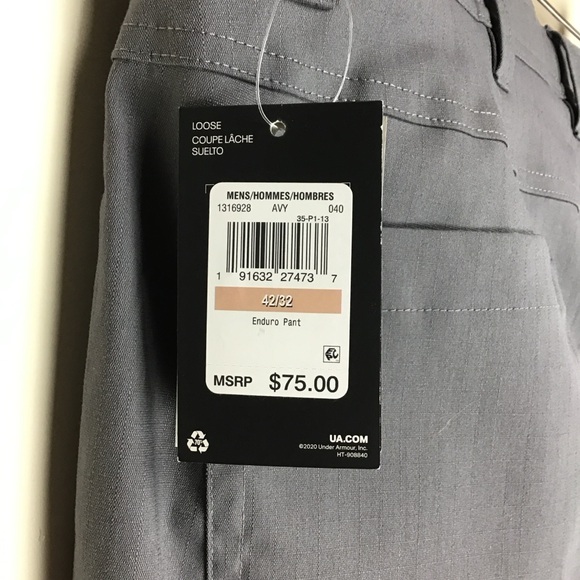 LOOSE
COUPE LÂCHE
SUELTO
MENS/HOMMES/HOMBRES
1316928 AVY 040
35-P1-13
1 91632 27473 7
42/32
Enduro Pant
MSRP $75.00
UA.COM
©2020 Under Armour, Inc.
HT-908840